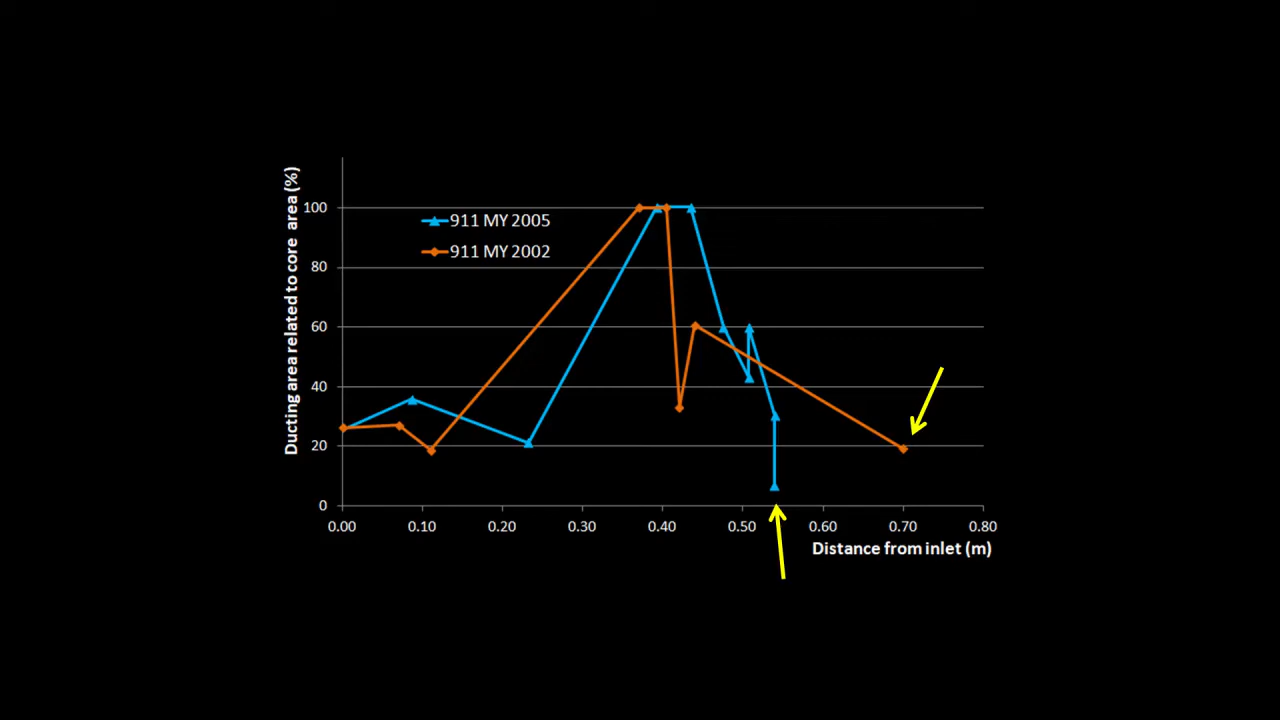 Ducting area related to core area (%)
100
80
60
40
20
0
911 MY 2005
911 MY 2002
0.00 0.10 0.20 0.30 0.40 0.50 0.60 0.70 0.80
Distance from inlet (m)